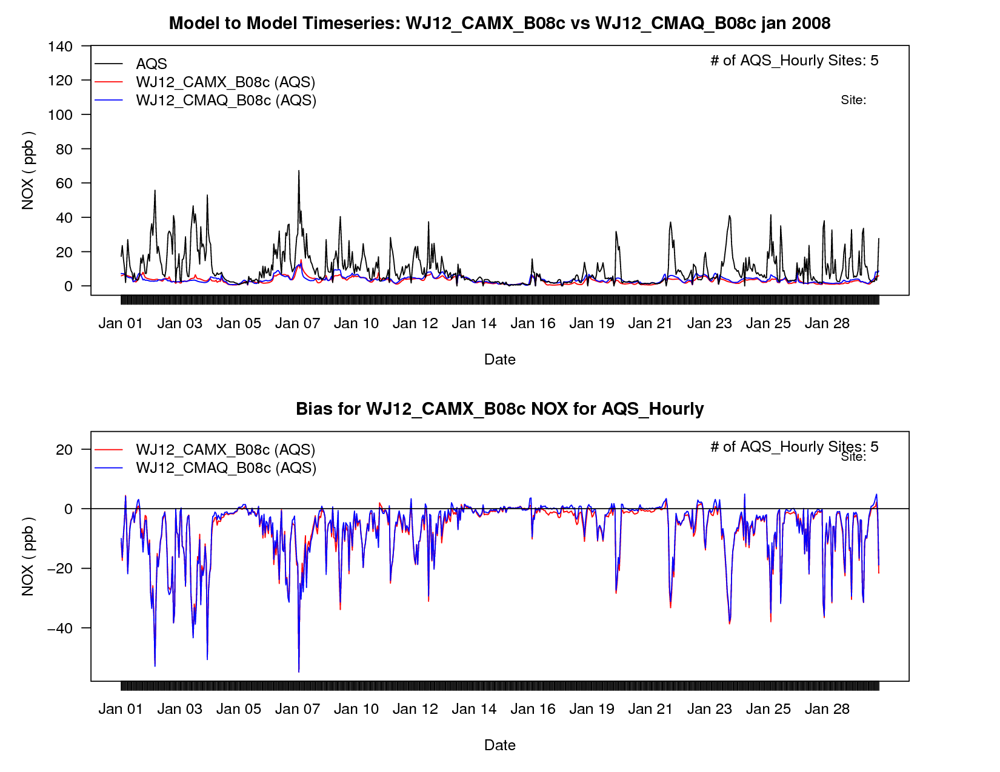 Model to Model Timeseries: WJ12_CAMX_B08c vs WJ12_CMAQ_B08c jan 2008
140
120
100
80
60
40
20
0
NOX ( ppb )
AQS
WJ12_CAMX_B08c (AQS)
WJ12_CMAQ_B08c (AQS)
# of AQS_Hourly Sites: 5
Site:
Jan 01 Jan 03 Jan 05 Jan 07 Jan 10 Jan 12 Jan 14 Jan 16 Jan 19 Jan 21 Jan 23 Jan 25 Jan 28
Date
Bias for WJ12_CAMX_B08c NOX for AQS_Hourly
20
0
−20
−40
NOX ( ppb )
WJ12_CAMX_B08c (AQS)
WJ12_CMAQ_B08c (AQS)
# of AQS_Hourly Sites: 5
Site:
Jan 01 Jan 03 Jan 05 Jan 07 Jan 10 Jan 12 Jan 14 Jan 16 Jan 19 Jan 21 Jan 23 Jan 25 Jan 28
Date